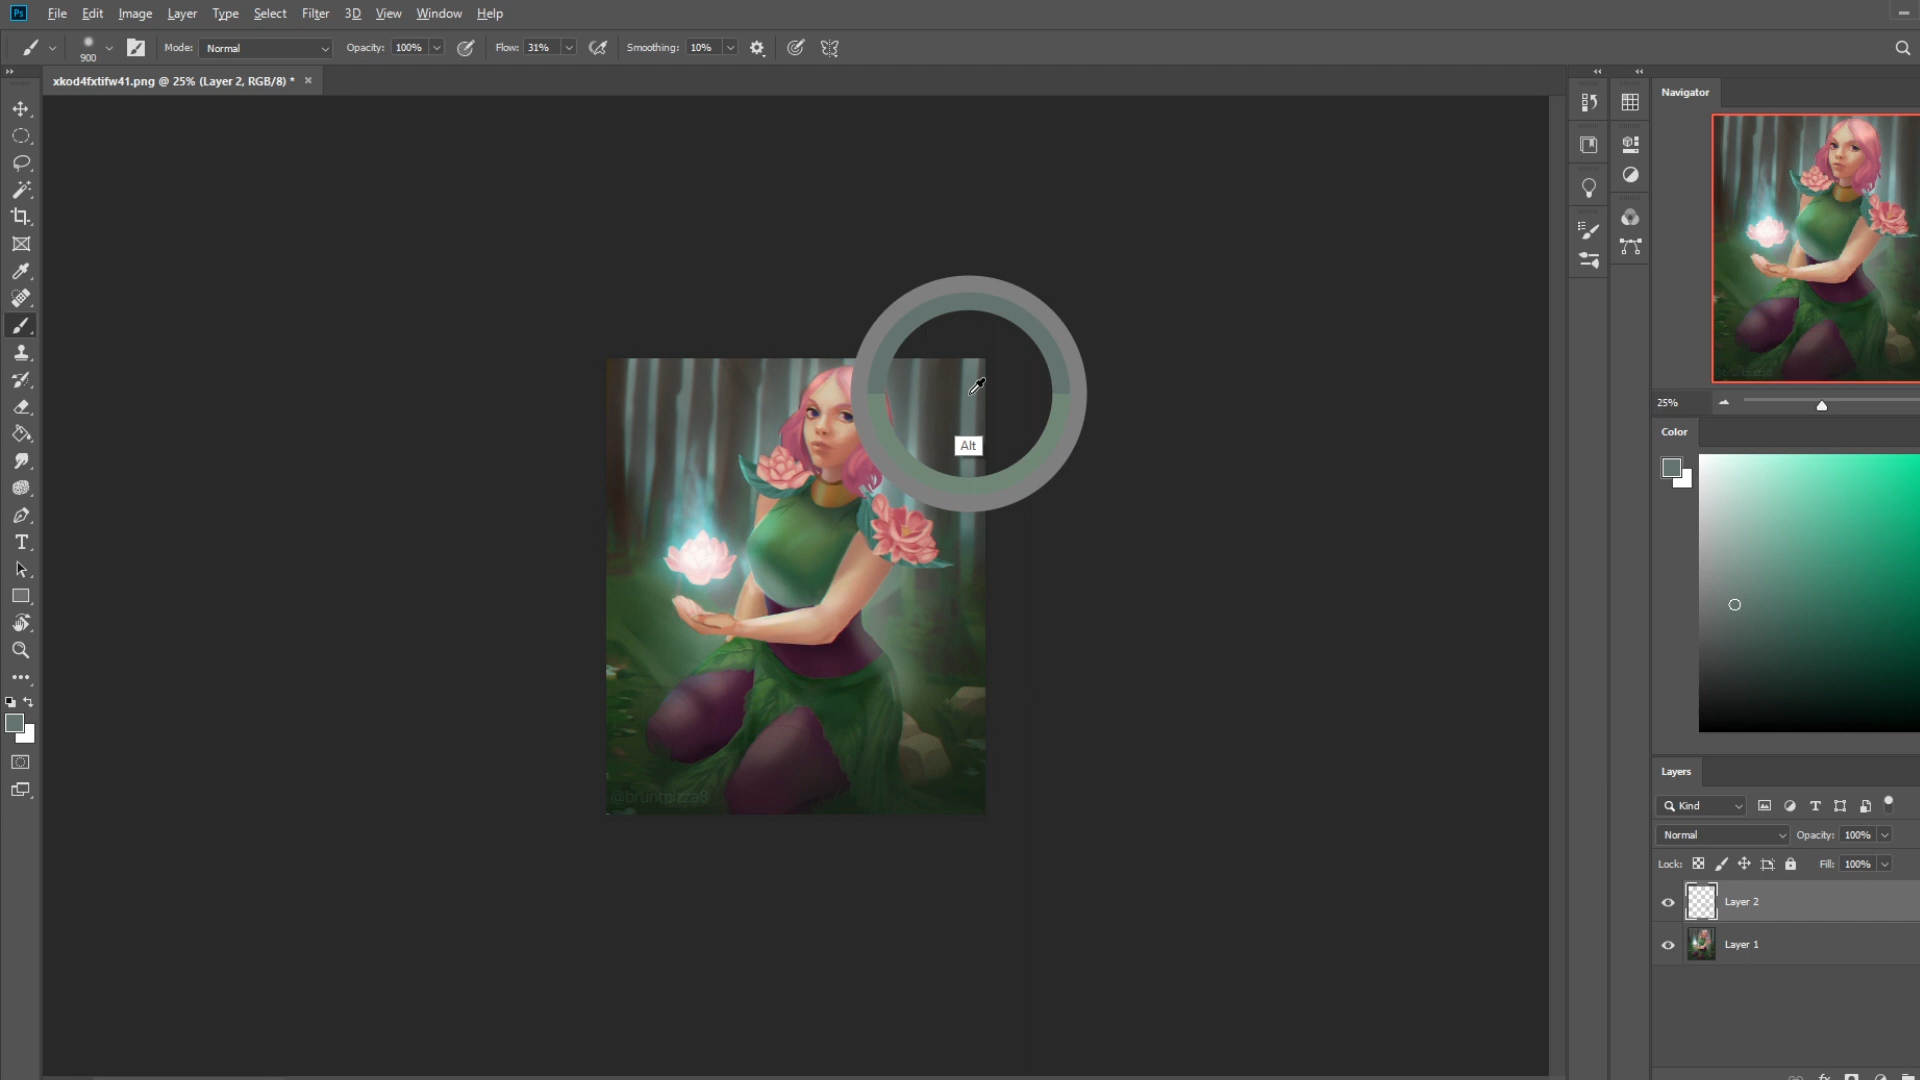 Ps File Edit Image Layer Type Select Filter 3D View Window Help
900 Mode: Normal Opacity: 100% Flow: 31% Smoothing: 10%
xkod4fxtifw41.png @ 25% (Layer 2, RGB/8) *
Navigator
25%
Color
Alt
@bruntpizza8
Layers
Kind
Normal Opacity: 100%
Lock: Fill: 100%
Layer 2
Layer 1
fx